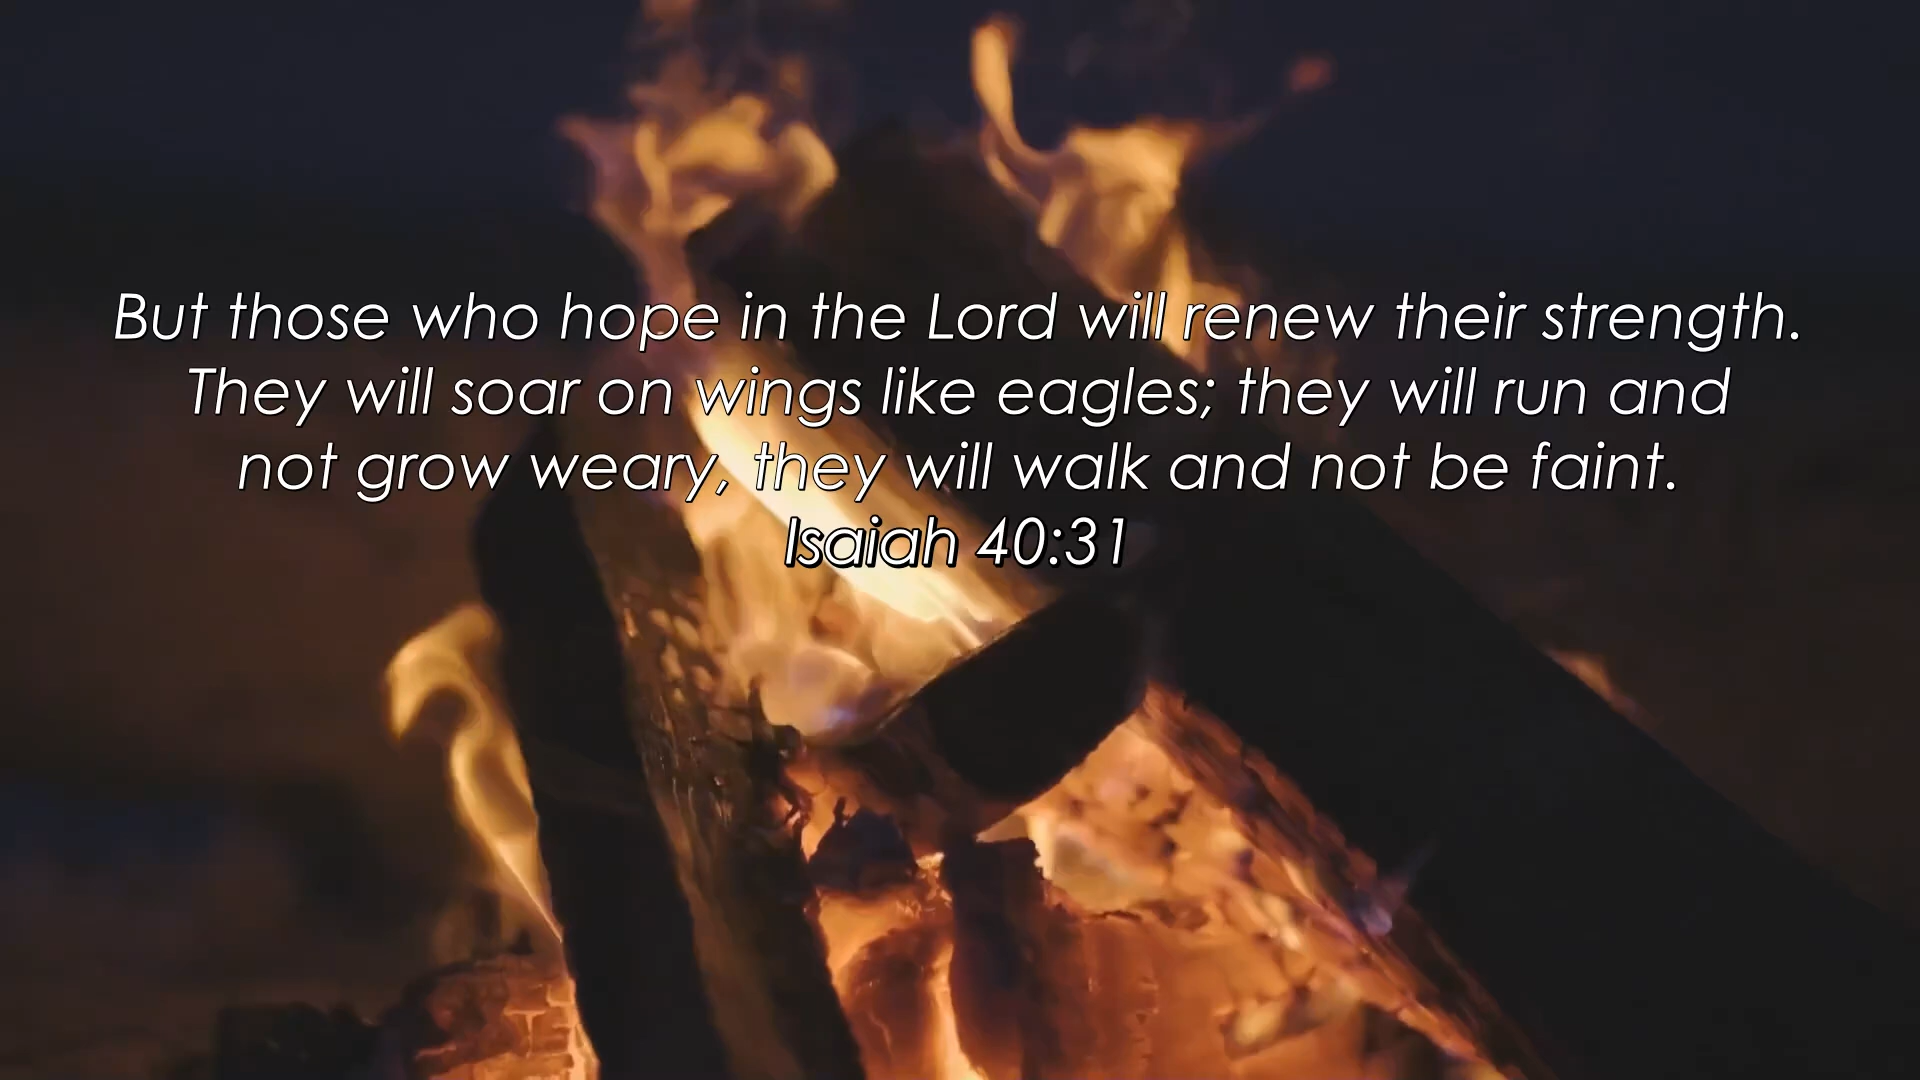 But those who hope in the Lord will renew their strength.
They will soar on wings like eagles; they will run and
not grow weary, they will walk and not be faint.
Isaiah 40:31